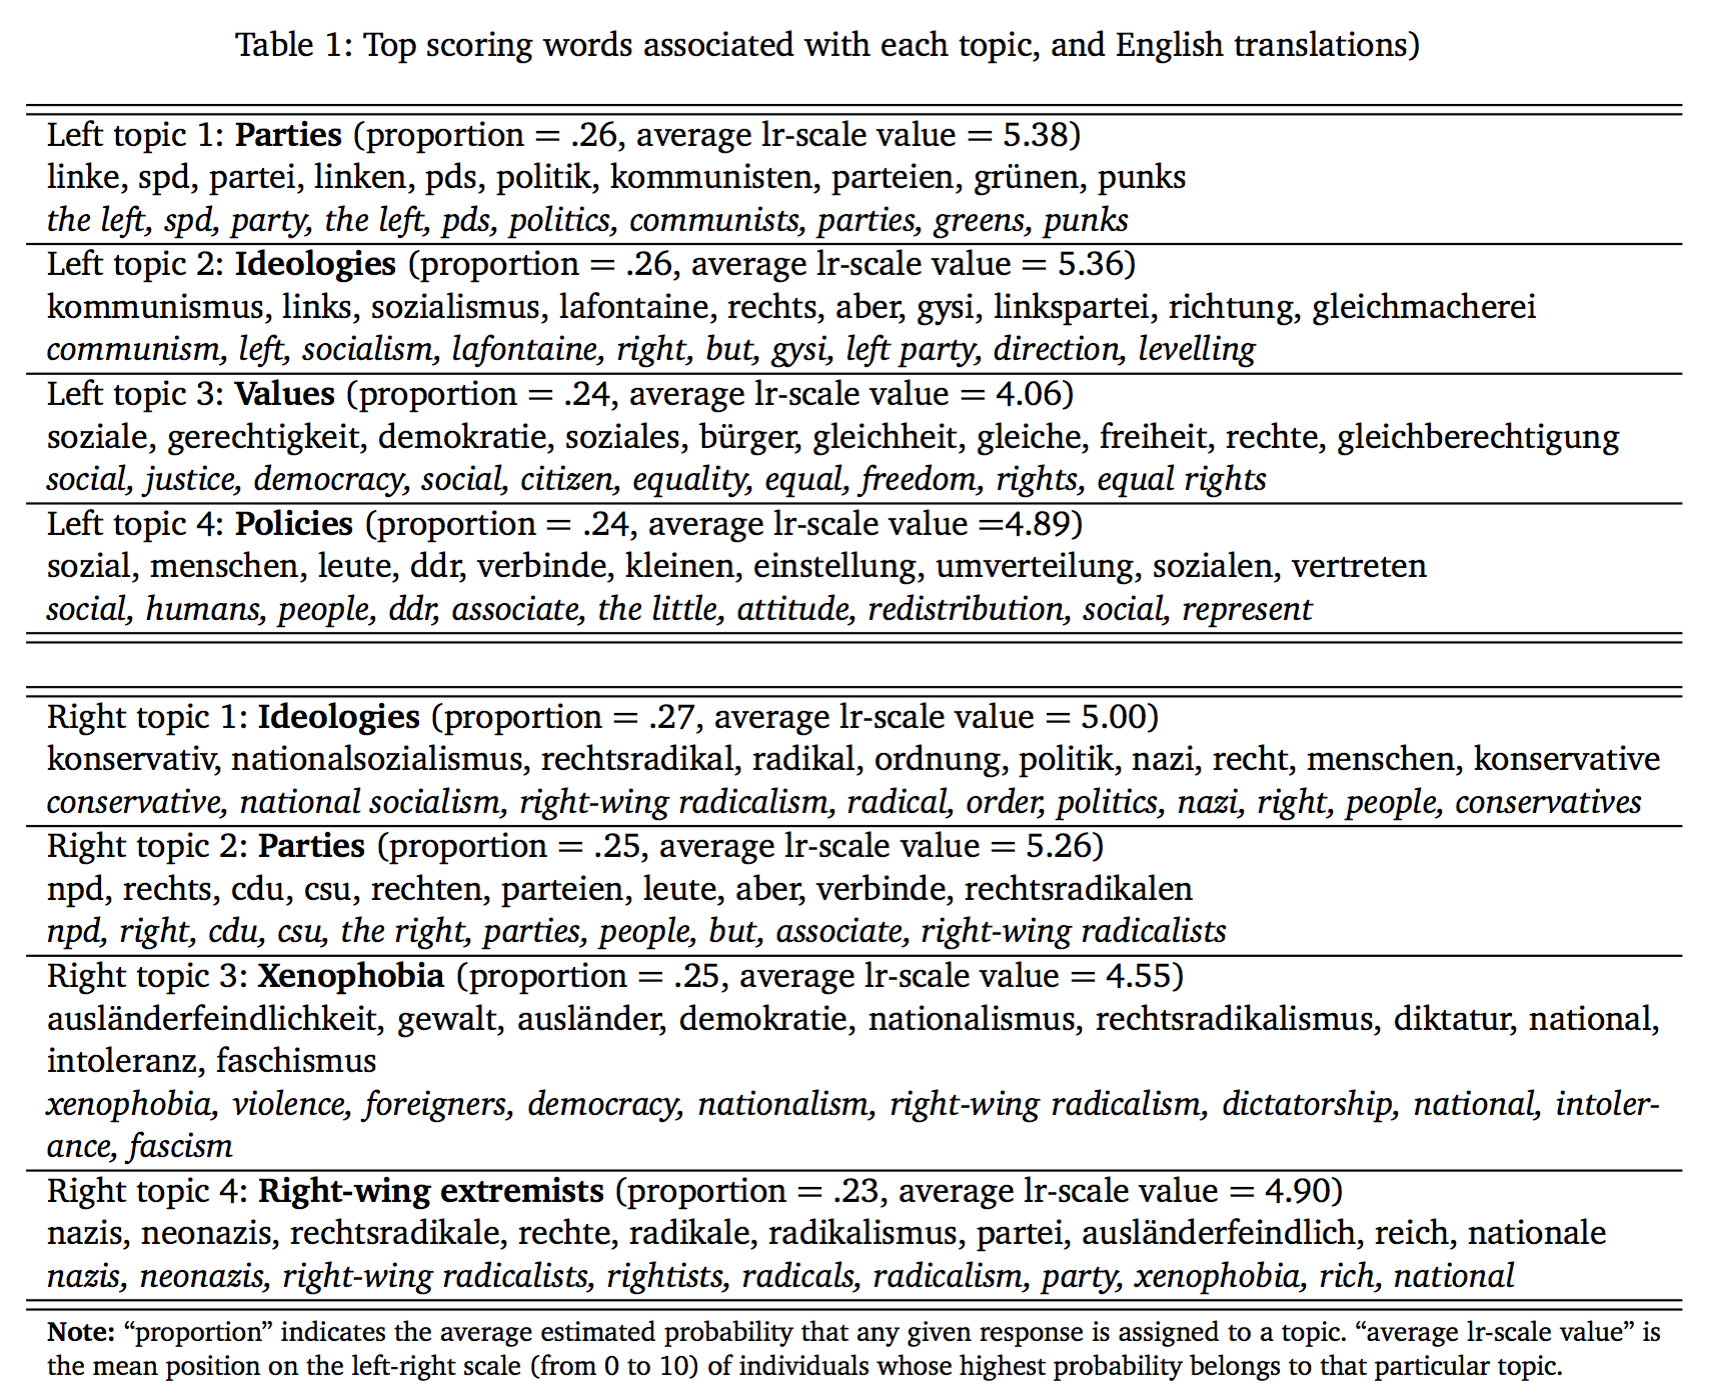 Table 1: Top scoring words associated with each topic, and English translations)
Left topic 1: Parties (proportion = .26, average lr-scale value = 5.38)
linke, spd, partei, linken, pds, politik, kommunisten, parteien, grünen, punks
the left, spd, party, the left, pds, politics, communists, parties, greens, punks
Left topic 2: Ideologies (proportion = .26, average lr-scale value = 5.36)
kommunismus, links, sozialismus, lafontaine, rechts, aber, gysi, linkspartei, richtung, gleichmacherei
communism, left, socialism, lafontaine, right, but, gysi, left party, direction, levelling
Left topic 3: Values (proportion = .24, average lr-scale value = 4.06)
soziale, gerechtigkeit, demokratie, soziales, bürger, gleichheit, gleiche, freiheit, rechte, gleichberechtigung
social, justice, democracy, social, citizen, equality, equal, freedom, rights, equal rights
Left topic 4: Policies (proportion = .24, average lr-scale value =4.89)
sozial, menschen, leute, ddr, verbinde, kleinen, einstellung, umverteilung, sozialen, vertreten
social, humans, people, ddr, associate, the little, attitude, redistribution, social, represent
Right topic 1: Ideologies (proportion = .27, average lr-scale value = 5.00)
konservativ, nationalsozialismus, rechtsradikal, radikal, ordnung, politik, nazi, recht, menschen, konservative
conservative, national socialism, right-wing radicalism, radical, order, politics, nazi, right, people, conservatives
Right topic 2: Parties (proportion = .25, average lr-scale value = 5.26)
npd, rechts, cdu, csu, rechten, parteien, leute, aber, verbinde, rechtsradikalen
npd, right, cdu, csu, the right, parties, people, but, associate, right-wing radicalists
Right topic 3: Xenophobia (proportion = .25, average lr-scale value = 4.55)
ausländerfeindlichkeit, gewalt, ausländer, demokratie, nationalismus, rechtsradikalismus, diktatur, national,
intoleranz, faschismus
xenophobia, violence, foreigners, democracy, nationalism, right-wing radicalism, dictatorship, national, intoler-
ance, fascism
Right topic 4: Right-wing extremists (proportion = .23, average lr-scale value = 4.90)
nazis, neonazis, rechtsradikale, rechte, radikale, radikalismus, partei, ausländerfeindlich, reich, nationale
nazis, neonazis, right-wing radicalists, rightists, radicals, radicalism, party, xenophobia, rich, national
Note: “proportion” indicates the average estimated probability that any given response is assigned to a topic. “average lr-scale value” is
the mean position on the left-right scale (from 0 to 10) of individuals whose highest probability belongs to that particular topic.